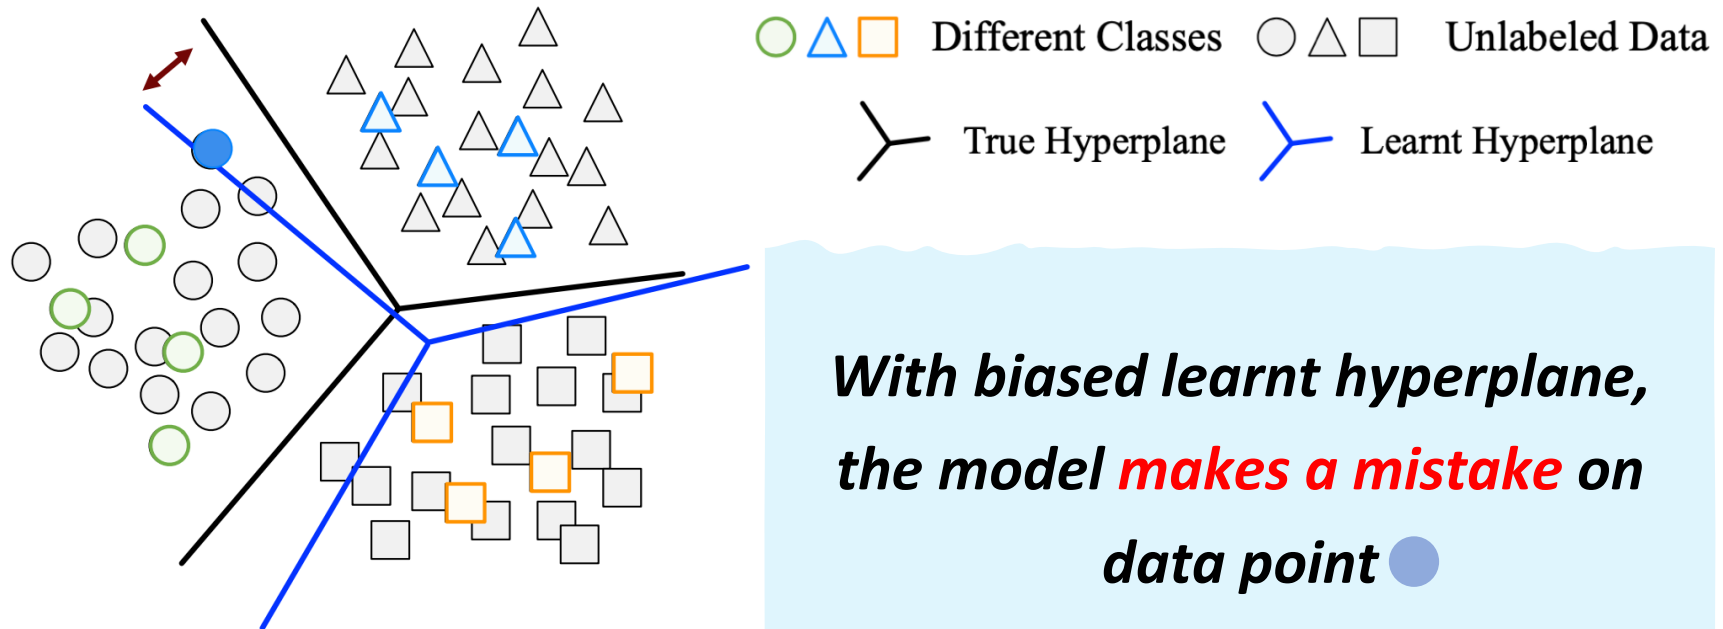 Different Classes
Unlabeled Data
True Hyperplane
Learnt Hyperplane
With biased learnt hyperplane,
the model makes a mistake on
data point